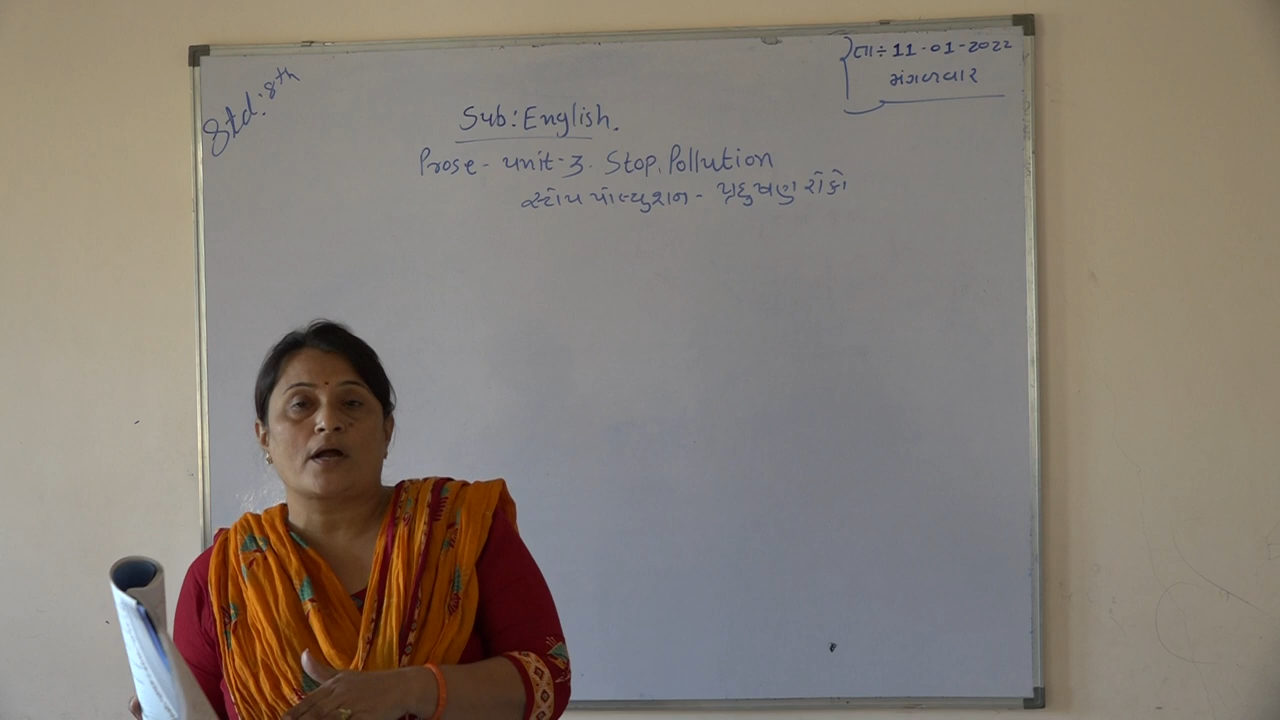 Std: 8th
તા÷ 11-01-2022
મંગળવાર
Sub: English.
Prose - unit-3. Stop. Pollution
સ્ટોપ પોલ્યુશન - પ્રદુષણ રોકો